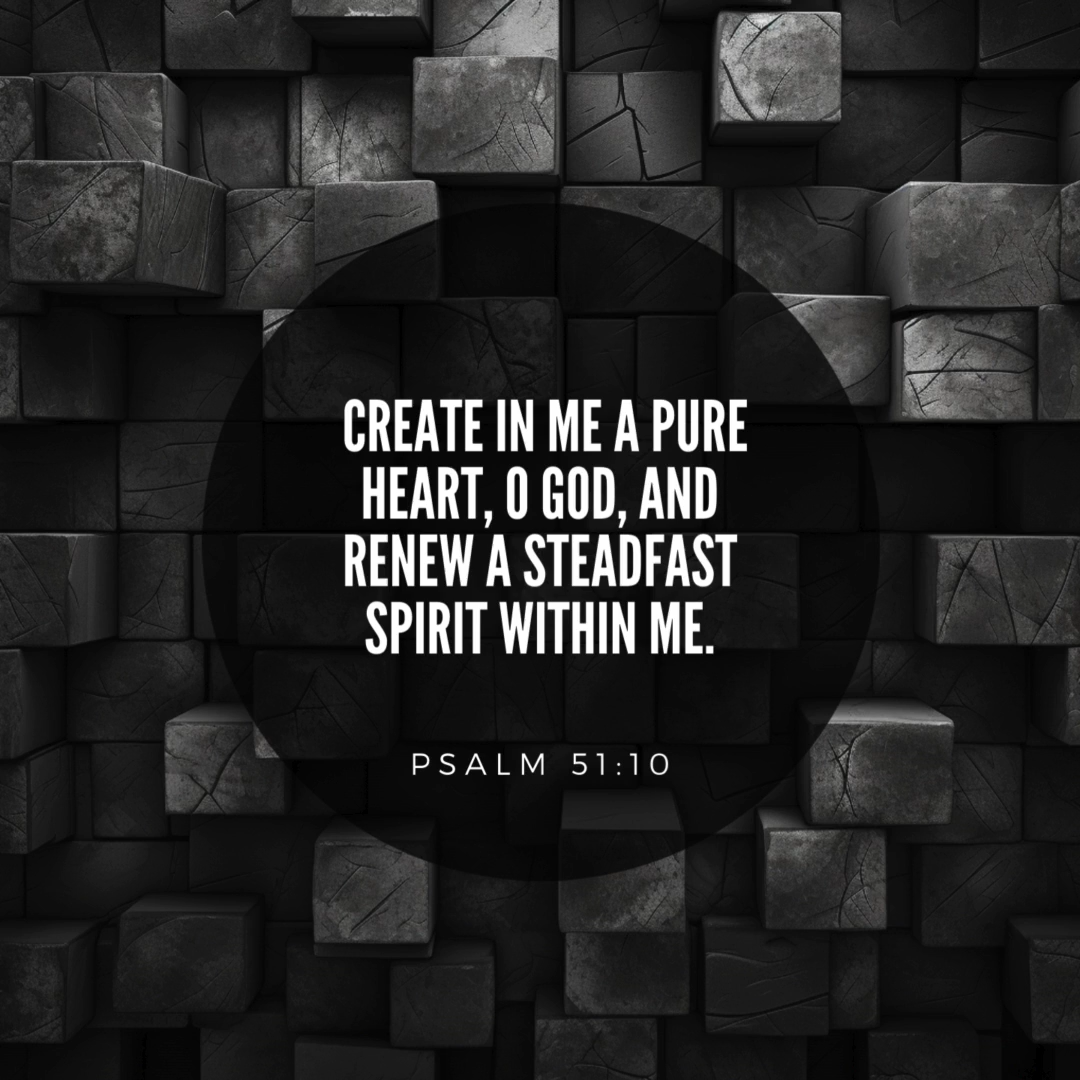 CREATE IN ME A PURE
HEART, O GOD, AND
RENEW A STEADFAST
SPIRIT WITHIN ME.
PSALM 51:10